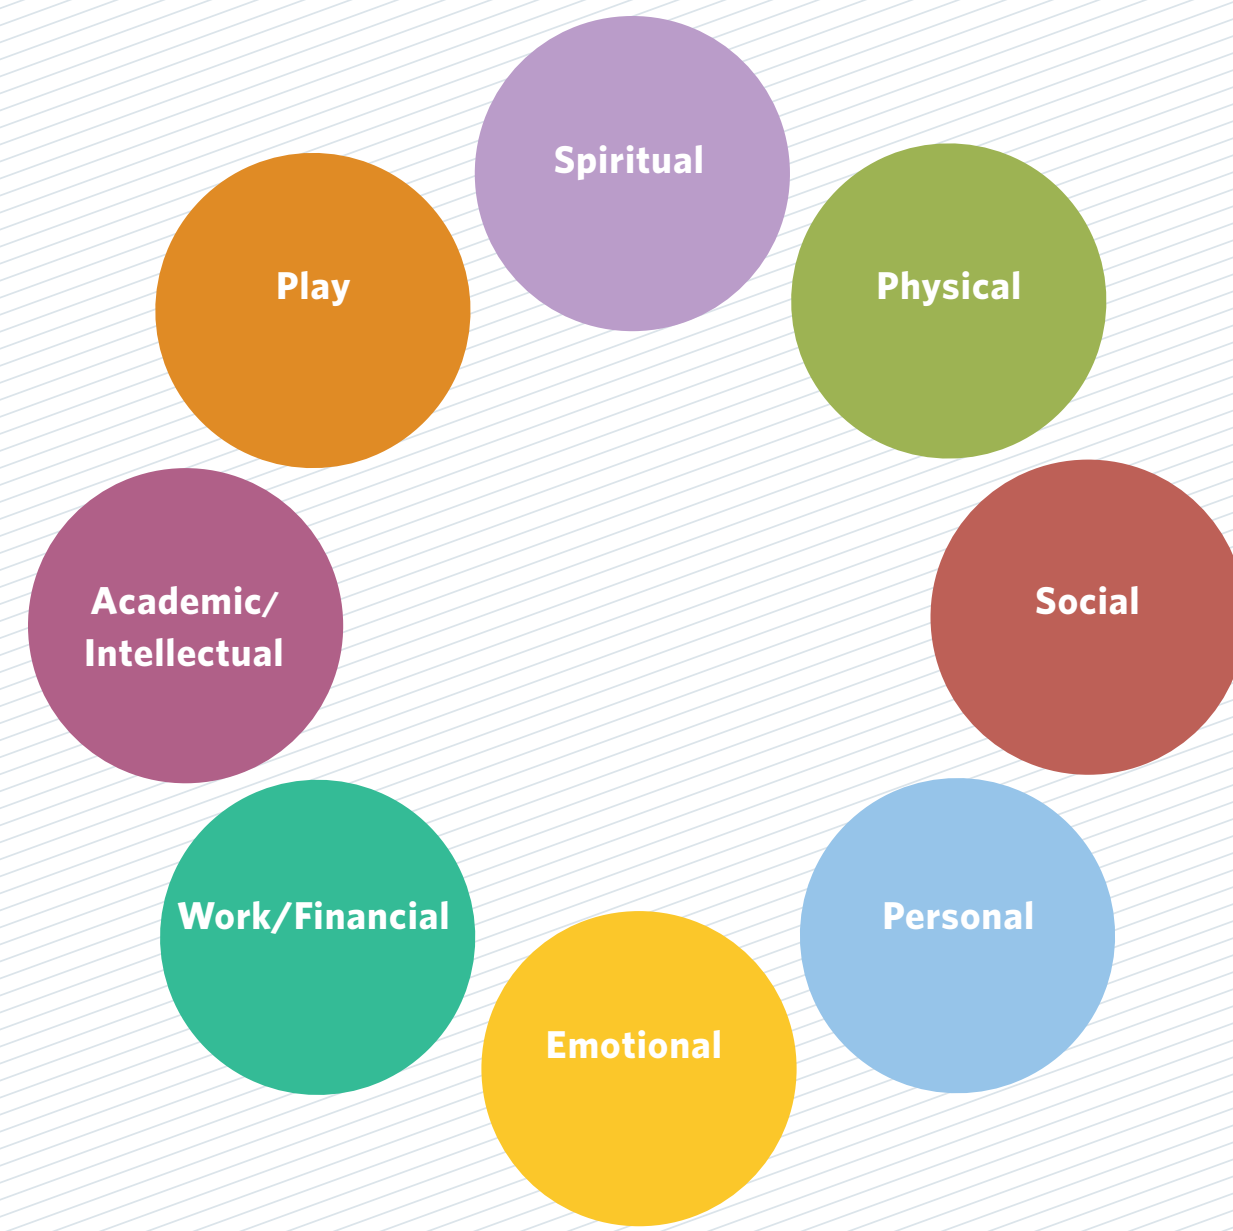 Spiritual
Play
Physical
Academic/
Intellectual
Social
Work/Financial
Personal
Emotional